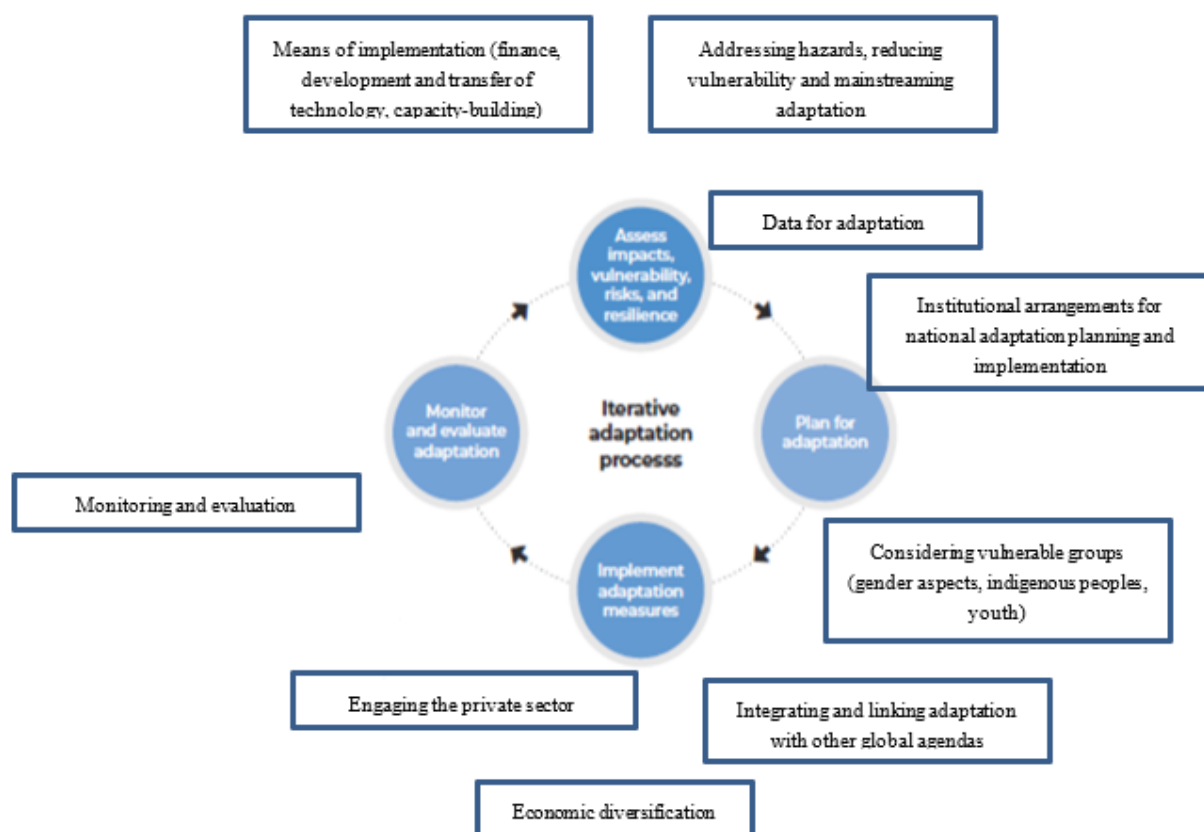 Means of implementation (finance,
development and transfer of
technology, capacity-building)
Addressing hazards, reducing
vulnerability and mainstreaming
adaptation
Data for adaptation
Assess
impacts,
vulnerability,
risks, and
resilience
Institutional arrangements for
national adaptation planning and
implementation
Monitor
and evaluate
adaptation
Iterative
adaptation
processs
Plan for
adaptation
Monitoring and evaluation
Considering vulnerable groups
(gender aspects, indigenous peoples,
youth)
Implement
adaptation
measures
Engaging the private sector
Integrating and linking adaptation
with other global agendas
Economic diversification